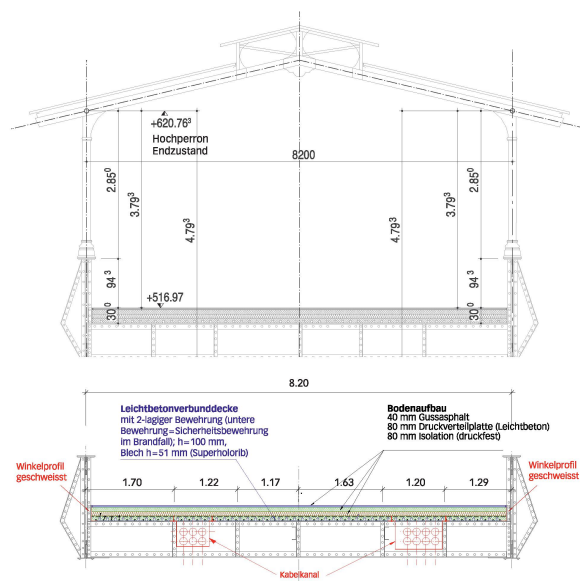 +620.76³
Hochperron
Endzustand
8200
2.85⁰
3.79³
4.79³
4.79³
3.79³
2.85⁰
94³
+516.97
94³
30⁰
30⁰
8.20
Leichtbetonverbunddecke
mit 2-lagiger Bewehrung (untere
Bewehrung=Sicherheitsbewehrung
im Brandfall); h=100 mm,
Blech h=51 mm (Superholorib)
Bodenaufbau
40 mm Gussasphalt
80 mm Druckverteilplatte (Leichtbeton)
80 mm Isolation (druckfest)
Winkelprofil
geschweisst
1.70 1.22 1.17 1.63 1.20 1.29
Winkelprofil
geschweisst
Kabelkanal